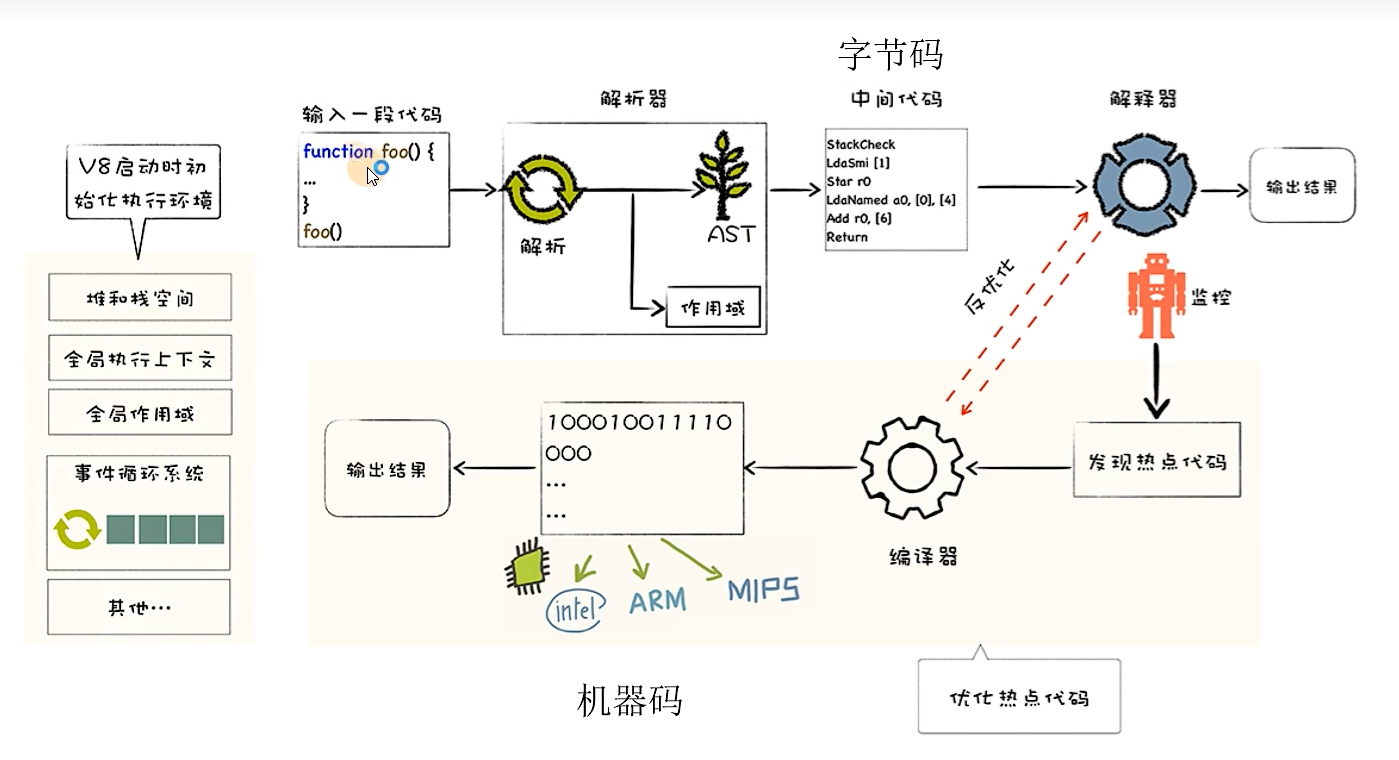 字节码
输入一段代码
解析器
中间代码
解释器
V8启动时初
始化执行环境
function foo() {
...
}
foo()
解析
AST
作用域
StackCheck
LdaSmi [1]
Star r0
LdaNamed a0, [0], [4]
Add r0, [6]
Return
输出结果
监控
反优化
堆和栈空间
全局执行上下文
全局作用域
事件循环系统
其他…
输出结果
100010011110
000
...
...
编译器
发现热点代码
intel
ARM
MIPS
机器码
优化热点代码